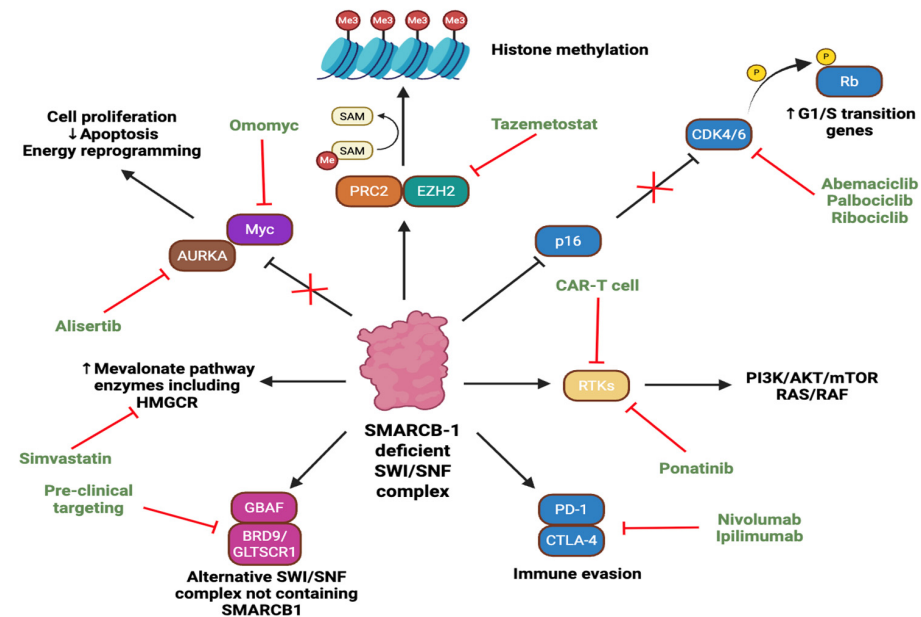 Me3 Me3 Me3 Me3
Histone methylation
Cell proliferation
↓Apoptosis
Energy reprogramming
Omomyc
SAM
SAM
Me
Tazemetostat
P
P
Rb
↑G1/S transition
genes
CDK4/6
PRC2
EZH2
Abemaciclib
Palbociclib
Ribociclib
Myc
AURKA
p16
CAR-T cell
Alisertib
↑Mevalonate pathway
enzymes including
HMGCR
RTKs
PI3K/AKT/mTOR
RAS/RAF
SMARCB-1
deficient
SWI/SNF
complex
Simvastatin
Ponatinib
Pre-clinical
targeting
GBAF
BRD9/
GLTSCR1
PD-1
CTLA-4
Nivolumab
Ipilimumab
Alternative SWI/SNF
complex not containing
SMARCB1
Immune evasion